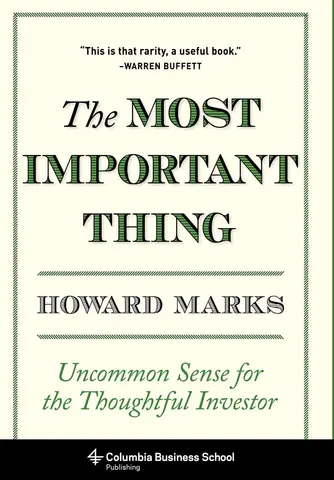 “This is that rarity, a useful book.”
–WARREN BUFFETT
The MOST
IMPORTANT
THING
HOWARD MARKS
Uncommon Sense for
the Thoughtful Investor
Columbia Business School
Publishing